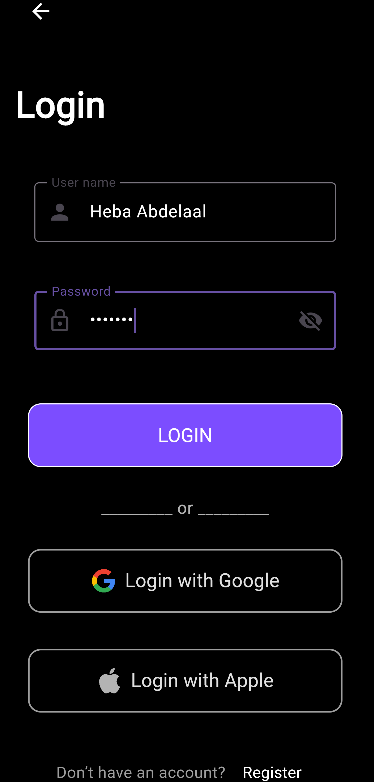 Login
User name
Heba Abdelaal
Password
•••••••
LOGIN
________ or ________
Login with Google
Login with Apple
Don't have an account? Register